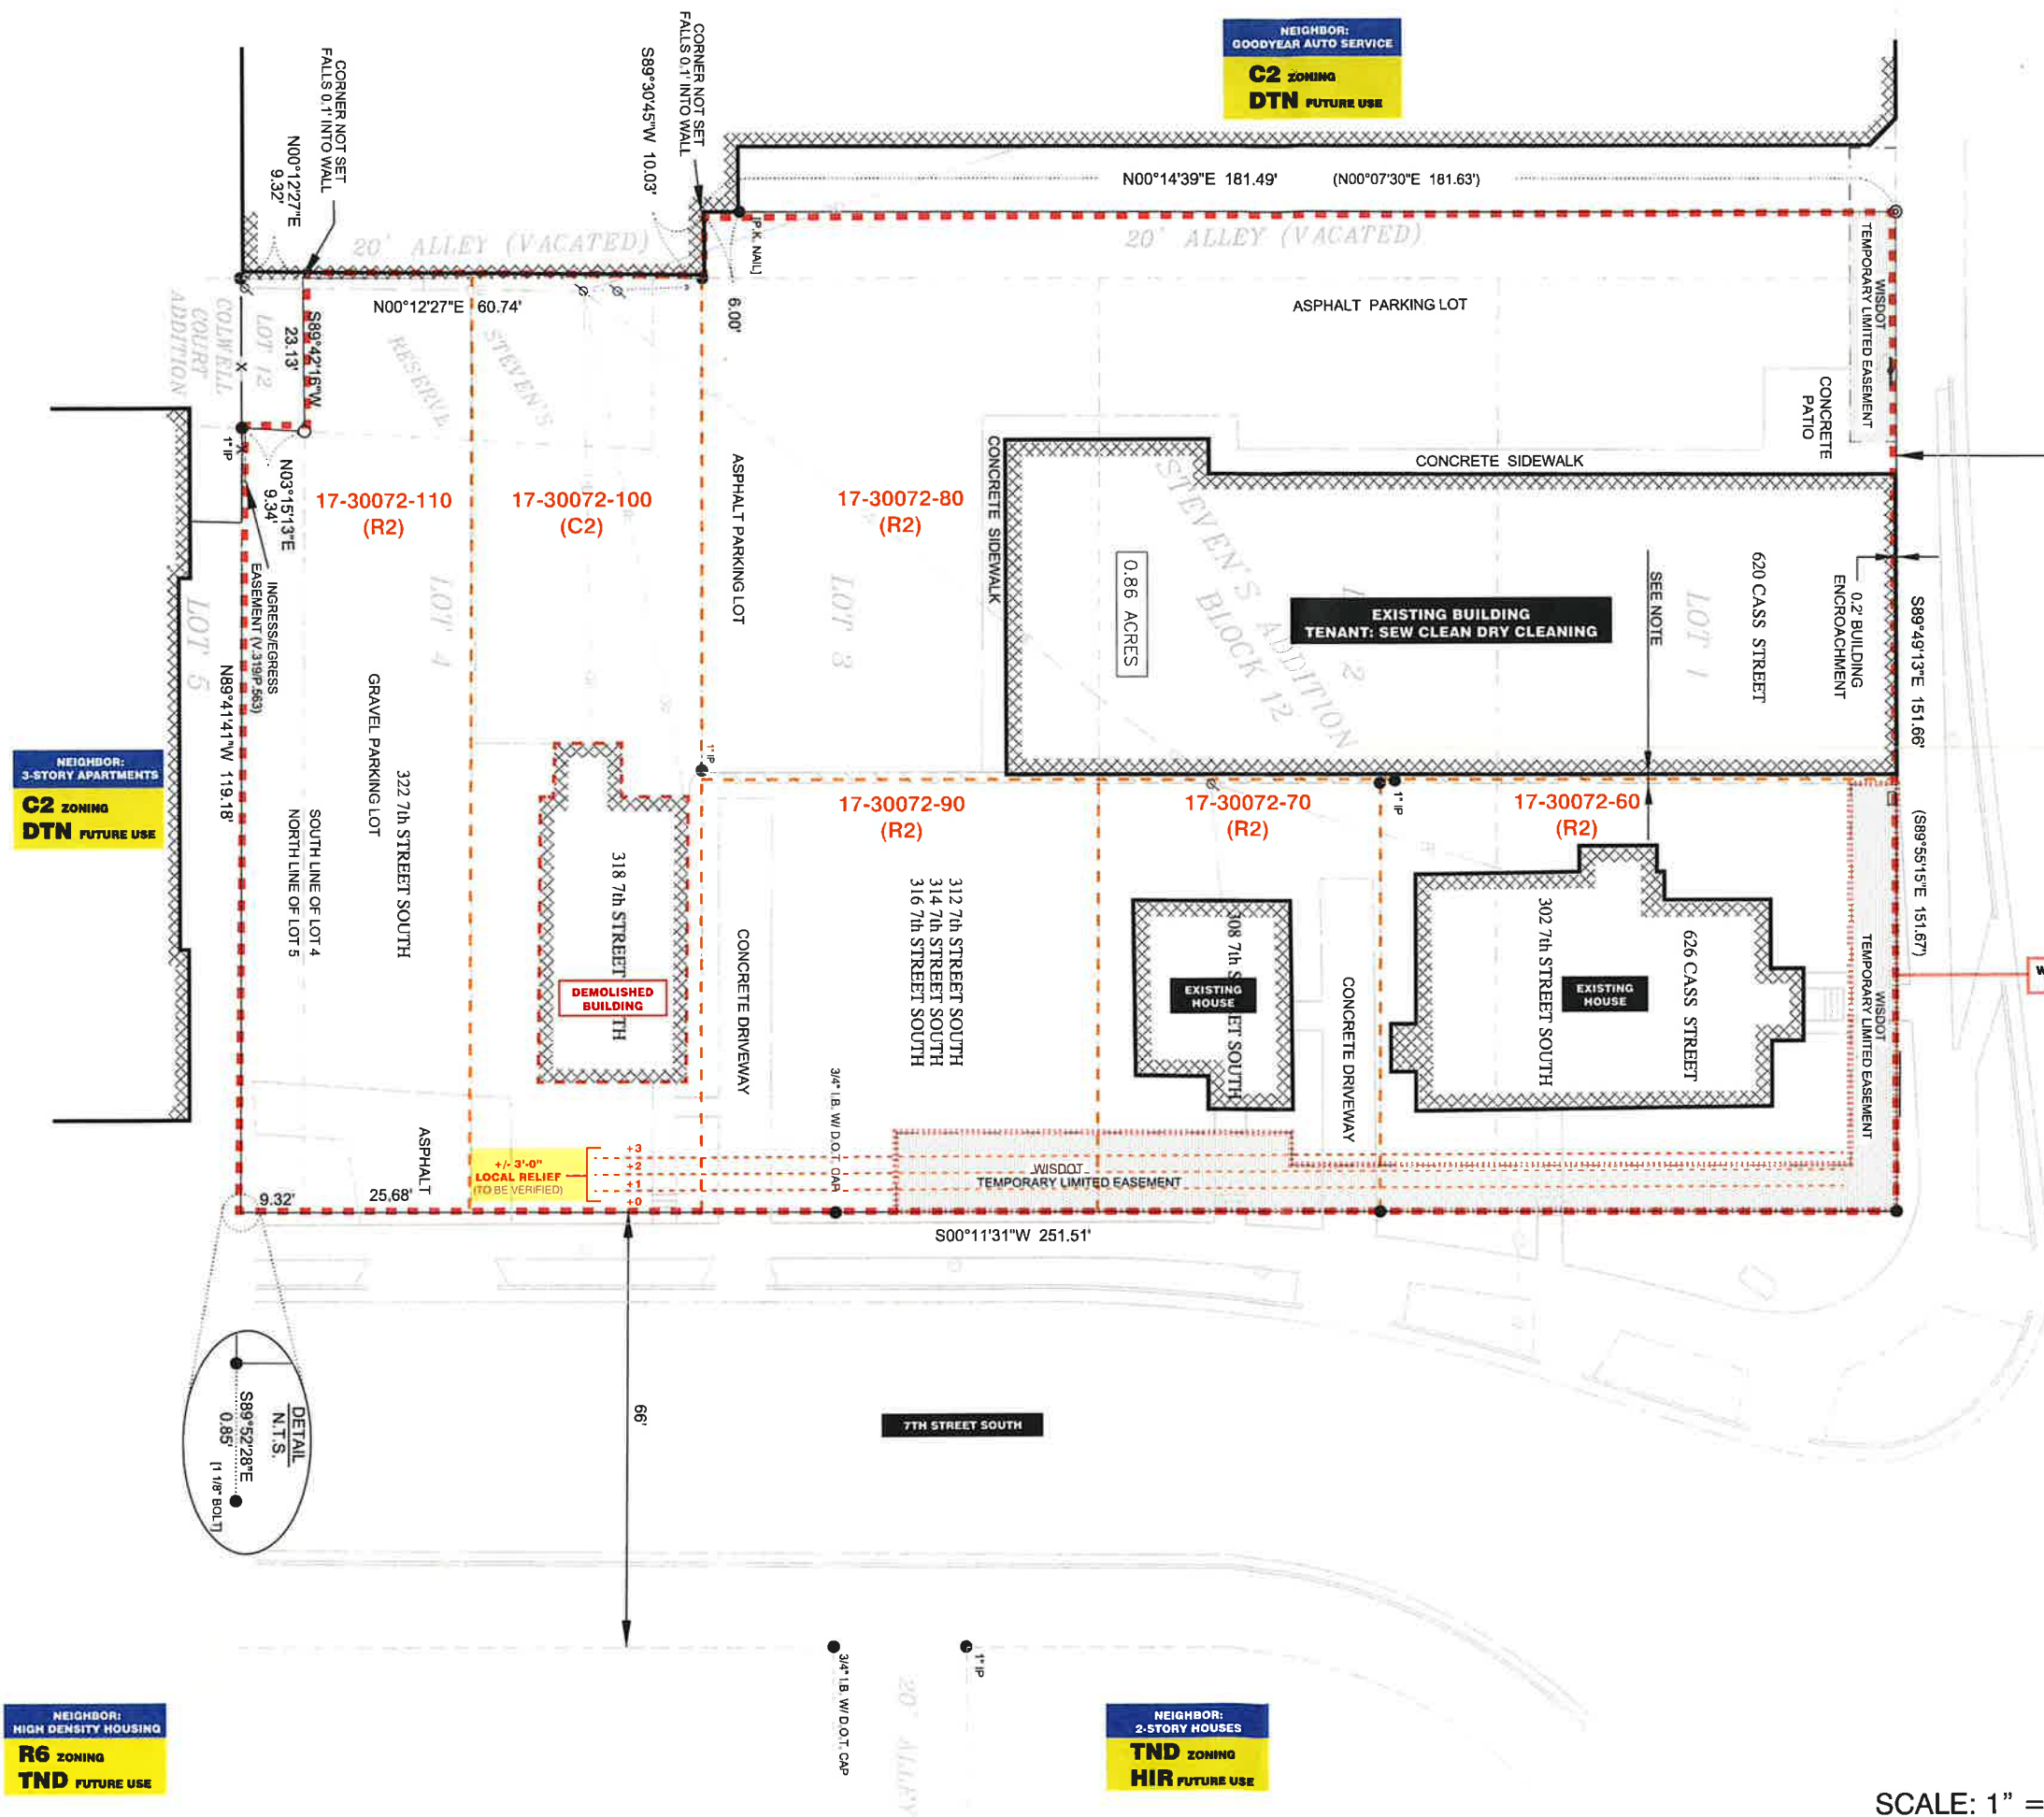 NEIGHBOR:
GOODYEAR AUTO SERVICE
C2 ZONING
DTN FUTURE USE
CORNER NOT SET
FALLS 0.1' INTO WALL
S89°30'45"W 10.03'
CORNER NOT SET
FALLS 0.1' INTO WALL
N00°12'27"E
9.32'
N00°14'39"E 181.49'
(N00°07'30"E 181.63')
[P.K. NAIL]
6.00'
20' ALLEY (VACATED)
20' ALLEY (VACATED)
N00°12'27"E 60.74'
S89°42'16"W
23.13'
LOT 12
COLWELL
COURT
ADDITION
STEVEN'S
RESERVE
ASPHALT PARKING LOT
WISDOT
TEMPORARY LIMITED EASEMENT
CONCRETE
PATIO
CONCRETE SIDEWALK
CONCRETE SIDEWALK
1" IP
N03°15'13"E
9.34'
INGRESS/EGRESS
EASEMENT (V.319/P.563)
17-30072-110
(R2)
17-30072-100
(C2)
17-30072-80
(R2)
ASPHALT PARKING LOT
LOT 5
LOT 4
LOT 3
L 2
LOT 1
STEVEN'S ADDITION
BLOCK 12
0.86 ACRES
EXISTING BUILDING
TENANT: SEW CLEAN DRY CLEANING
SEE NOTE
620 CASS STREET
0.2' BUILDING
ENCROACHMENT
S89°49'13"E 151.66'
(S89°55'15"E 151.67')
N89°41'41"W 119.18'
GRAVEL PARKING LOT
322 7th STREET SOUTH
SOUTH LINE OF LOT 4
NORTH LINE OF LOT 5
NEIGHBOR:
3-STORY APARTMENTS
C2 ZONING
DTN FUTURE USE
1" IP
17-30072-90
(R2)
17-30072-70
(R2)
1" IP
17-30072-60
(R2)
318 7th STREET
TH
DEMOLISHED
BUILDING
CONCRETE DRIVEWAY
312 7th STREET SOUTH
314 7th STREET SOUTH
316 7th STREET SOUTH
308 7th S
ET SOUTH
EXISTING
HOUSE
CONCRETE DRIVEWAY
302 7th STREET SOUTH
EXISTING
HOUSE
626 CASS STREET
WISDOT
TEMPORARY LIMITED EASEMENT
W
3/4" I.B. W/ D.O.T. CAP
ASPHALT
+/- 3'-0"
LOCAL RELIEF
(TO BE VERIFIED)
+3
+2
+1
+0
WISDOT
TEMPORARY LIMITED EASEMENT
9.32'
25.68'
S00°11'31"W 251.51'
66'
7TH STREET SOUTH
DETAIL
N.T.S.
S89°52'28"E
0.85'
[1 1/8" BOLT]
3/4" I.B. W/ D.O.T. CAP
1" IP
20' ALLEY
NEIGHBOR:
HIGH DENSITY HOUSING
R6 ZONING
TND FUTURE USE
NEIGHBOR:
2-STORY HOUSES
TND ZONING
HIR FUTURE USE
SCALE: 1" =